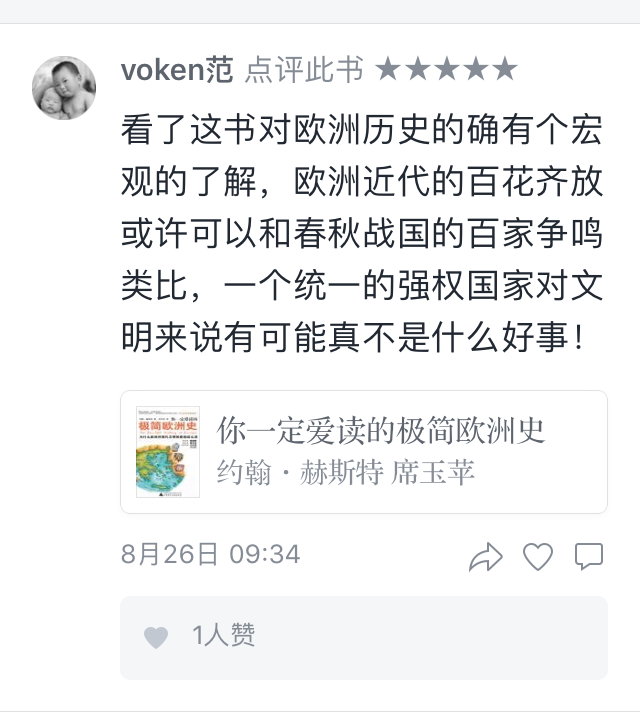 voken范 点评此书 ★★★★★
看了这书对欧洲历史的确有个宏
观的了解，欧洲近代的百花齐放
或许可以和春秋战国的百家争鸣
类比，一个统一的强权国家对文
明来说有可能真不是什么好事！
极简欧洲史
你一定爱读的极简欧洲史
约翰·赫斯特 席玉苹
8月26日 09:34
1人赞